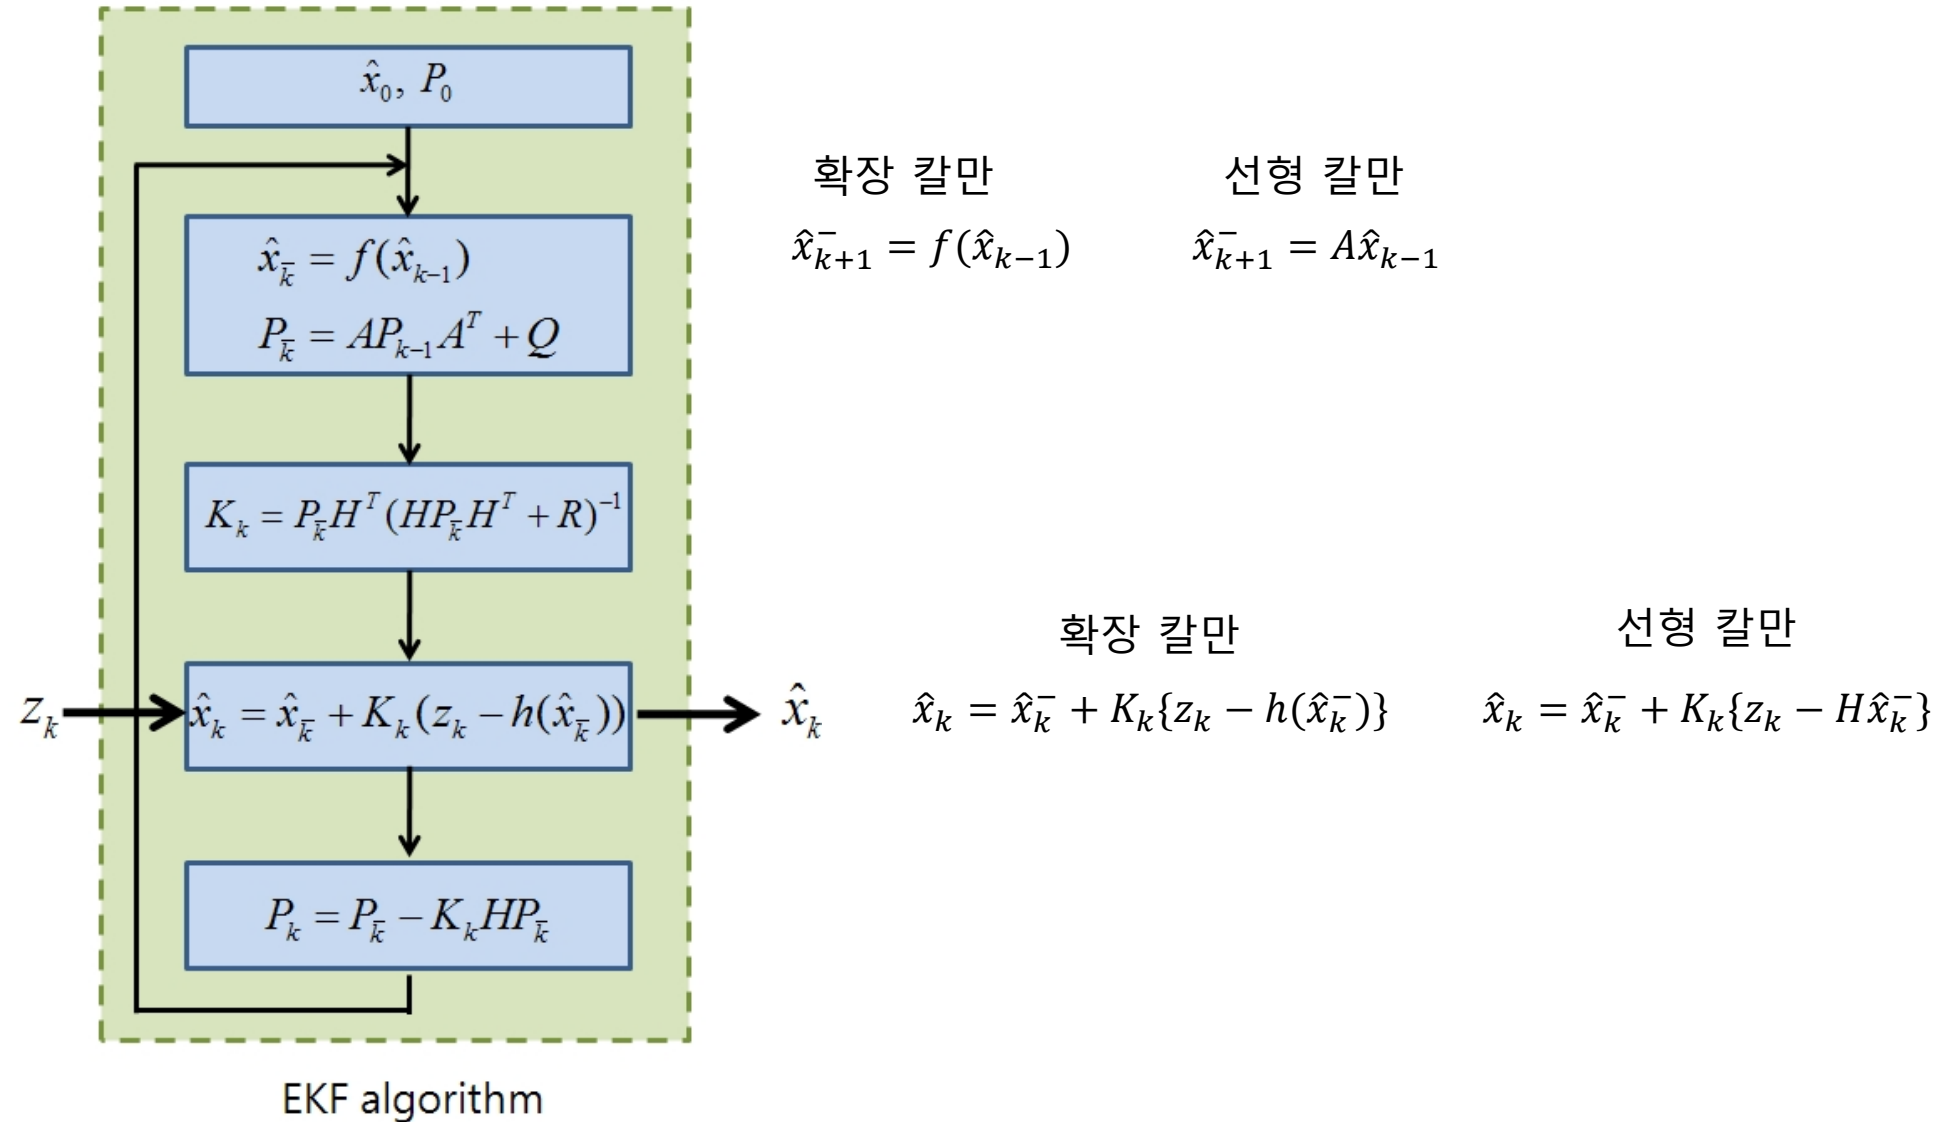 x̂₀, P₀
확장 칼만 선형 칼만
x̂_k̄ = f(x̂_{k−1})
P_k̄ = AP_{k−1}A^T + Q
x̂⁻_{k+1} = f(x̂_{k−1}) x̂⁻_{k+1} = Ax̂_{k−1}
K_k = P_k̄H^T(HP_k̄H^T + R)^{−1}
확장 칼만 선형 칼만
z_k x̂_k = x̂_k̄ + K_k(z_k − h(x̂_k̄)) x̂_k
x̂_k = x̂⁻_k + K_k{z_k − h(x̂⁻_k)} x̂_k = x̂⁻_k + K_k{z_k − Hx̂⁻_k}
P_k = P_k̄ − K_kHP_k̄
EKF algorithm